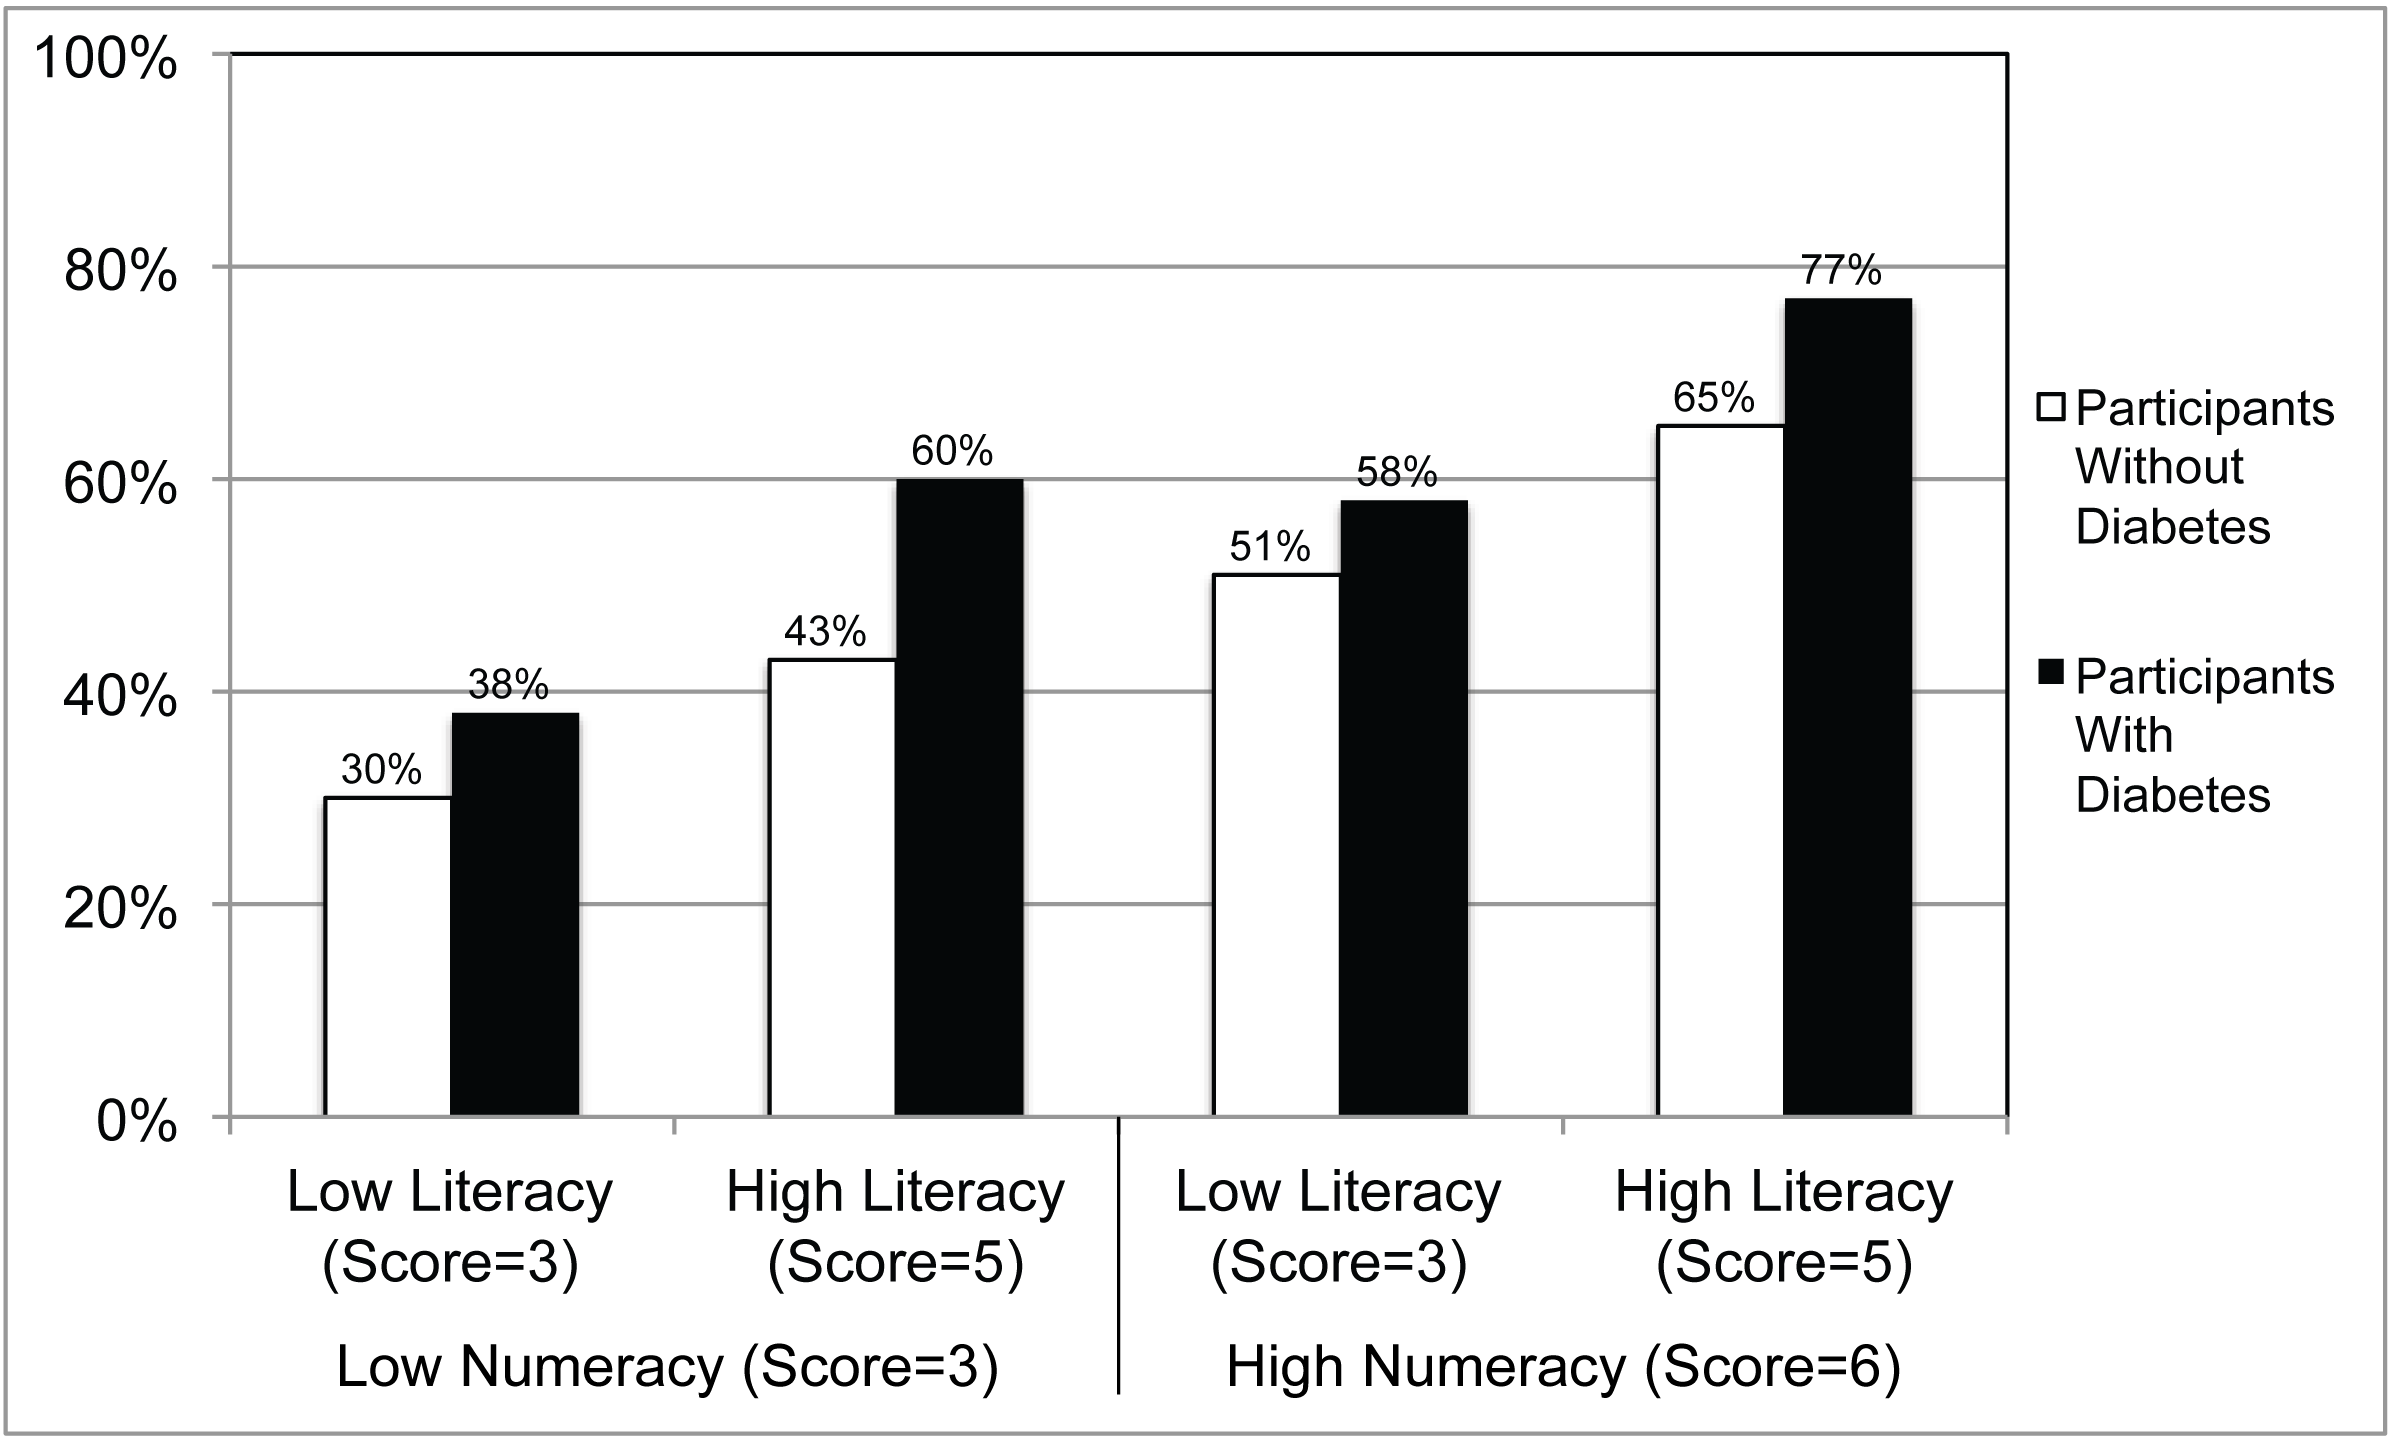 100%
80%
60%
40%
20%
0%
30%
38%
43%
60%
51%
58%
65%
77%
Low Literacy
(Score=3)
High Literacy
(Score=5)
Low Literacy
(Score=3)
High Literacy
(Score=5)
Low Numeracy (Score=3)
High Numeracy (Score=6)
Participants
Without
Diabetes
Participants
With
Diabetes